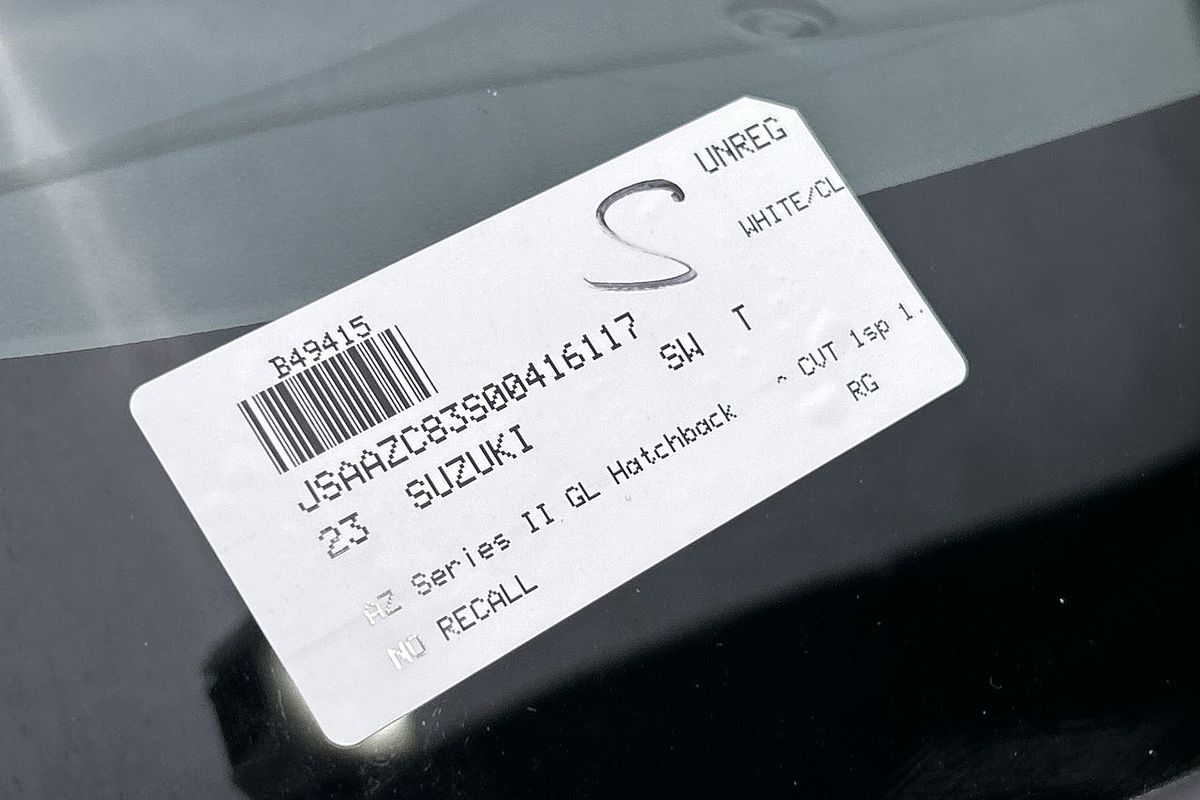 UNREG
S
WHITE/CL
B49415
JSAAZC83S00416117
23 SUZUKI SW T
AZ Series II GL Hatchback ^ CVT 1sp 1.
NO RECALL RG